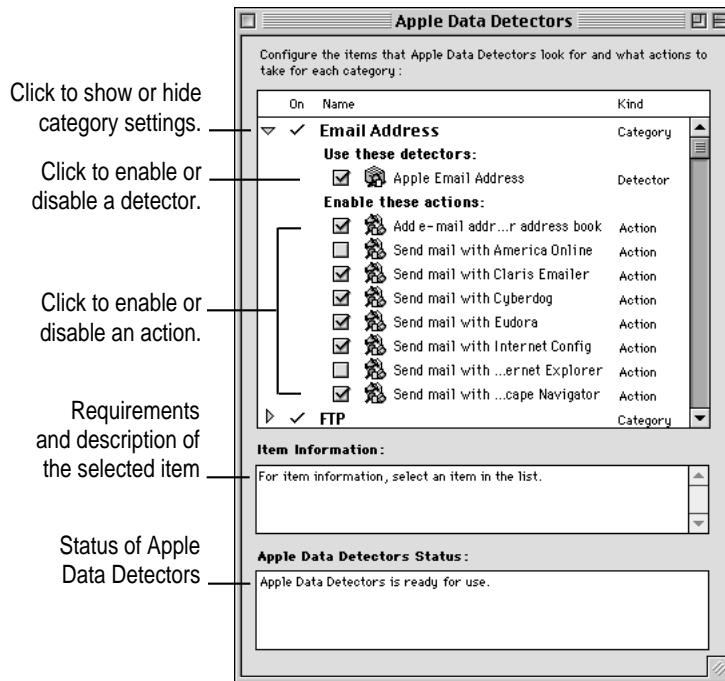 Apple Data Detectors
Configure the items that Apple Data Detectors look for and what actions to
take for each category :
On Name Kind
Click to show or hide
category settings.
Email Address Category
Use these detectors:
Click to enable or
disable a detector.
Apple Email Address Detector
Enable these actions:
Add e-mail addr...r address book Action
Send mail with America Online Action
Send mail with Claris Emailer Action
Send mail with Cyberdog Action
Click to enable or
disable an action.
Send mail with Eudora Action
Send mail with Internet Config Action
Send mail with ...ernet Explorer Action
Send mail with ...cape Navigator Action
FTP Category
Requirements
and description of
the selected item
Item Information :
For item information, select an item in the list.
Status of Apple
Data Detectors
Apple Data Detectors Status :
Apple Data Detectors is ready for use.